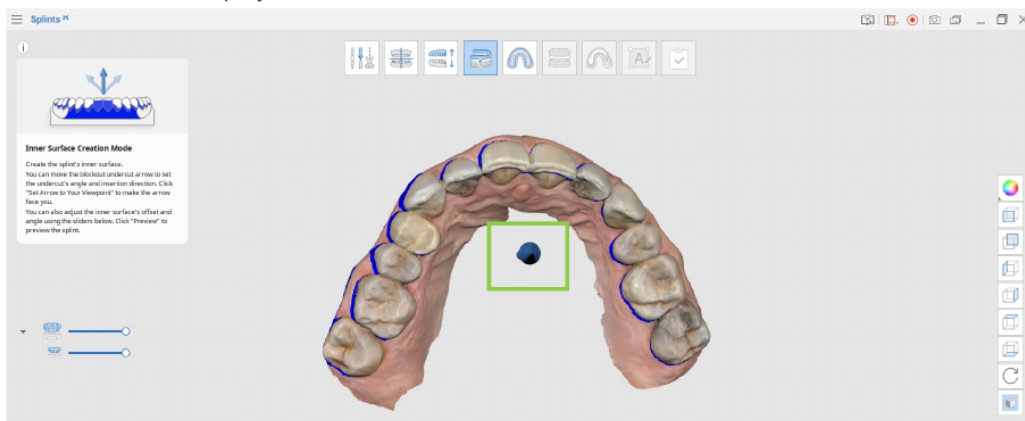 Splints
Inner Surface Creation Mode
Create the splint's inner surface.
You can move the blockout undercut arrow to set
the undercut's angle and insertion direction. Click
"Set Arrow to Your Viewpoint" to make the arrow
face you.
You can also adjust the inner surface's offset and
angle using the sliders below. Click "Preview" to
preview the splint.